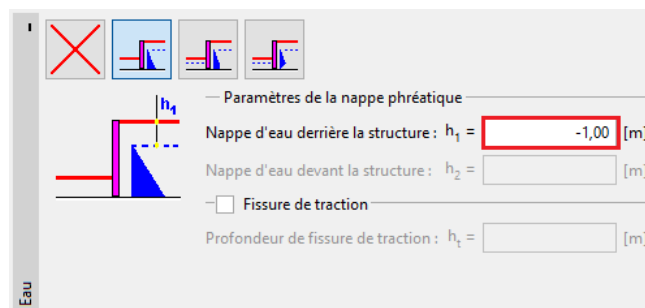 h₁
Paramètres de la nappe phréatique
Nappe d'eau derrière la structure : h₁ = -1,00 [m]
Nappe d'eau devant la structure : h₂ = [m]
Fissure de traction
Profondeur de fissure de traction : hₜ = [m]
Eau